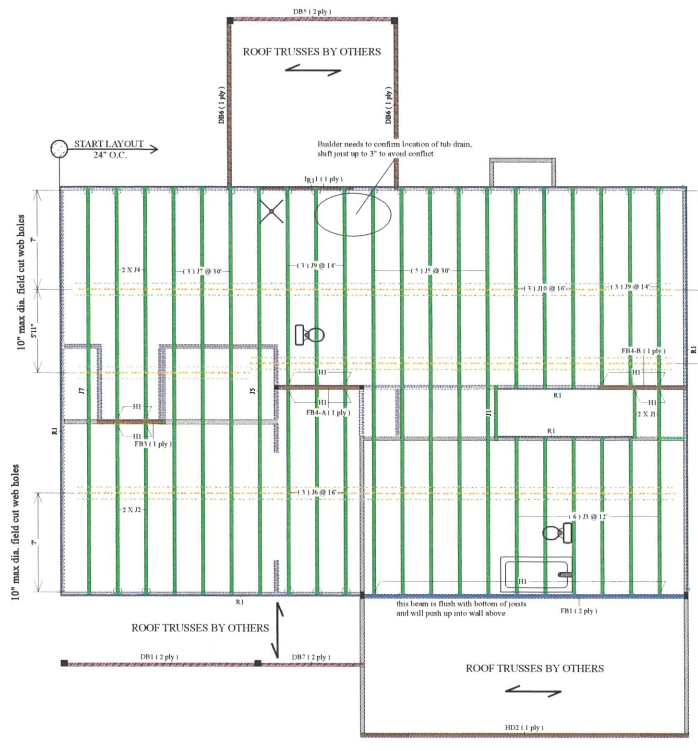 DB5 ( 2 ply )
ROOF TRUSSES BY OTHERS
DB6 ( 1 ply )
DB6 ( 1 ply )
START LAYOUT
24" O.C.
Builder needs to confirm location of tub drain,
shift joist up to 3" to avoid conflict
( 1 ply )
R1
7'
10" max dia. field cut web holes
5'11"
2 X J4
( 3 ) J7 @ 30'
( 3 ) J9 @ 14'
( 5 ) J5 @ 30'
( 3 ) J10 @ 16'
( 3 ) J9 @ 14'
FB4-B ( 1 ply )
R1
H1
H1
J7
J5
H1
H1
FB4-A ( 1 ply )
R1
J1
R1
H1
2 X J1
H1
H1
FB3 ( 1 ply )
R1
10" max dia. field cut web holes
7'
( 3 ) J6 @ 16'
2 X J2
( 6 ) J3 @ 12'
H1
R1
this beam is flush with bottom of joists
and will push up into wall above
FB1 ( 2 ply )
ROOF TRUSSES BY OTHERS
DB1 ( 2 ply )
DB7 ( 2 ply )
ROOF TRUSSES BY OTHERS
HD2 ( 1 ply )